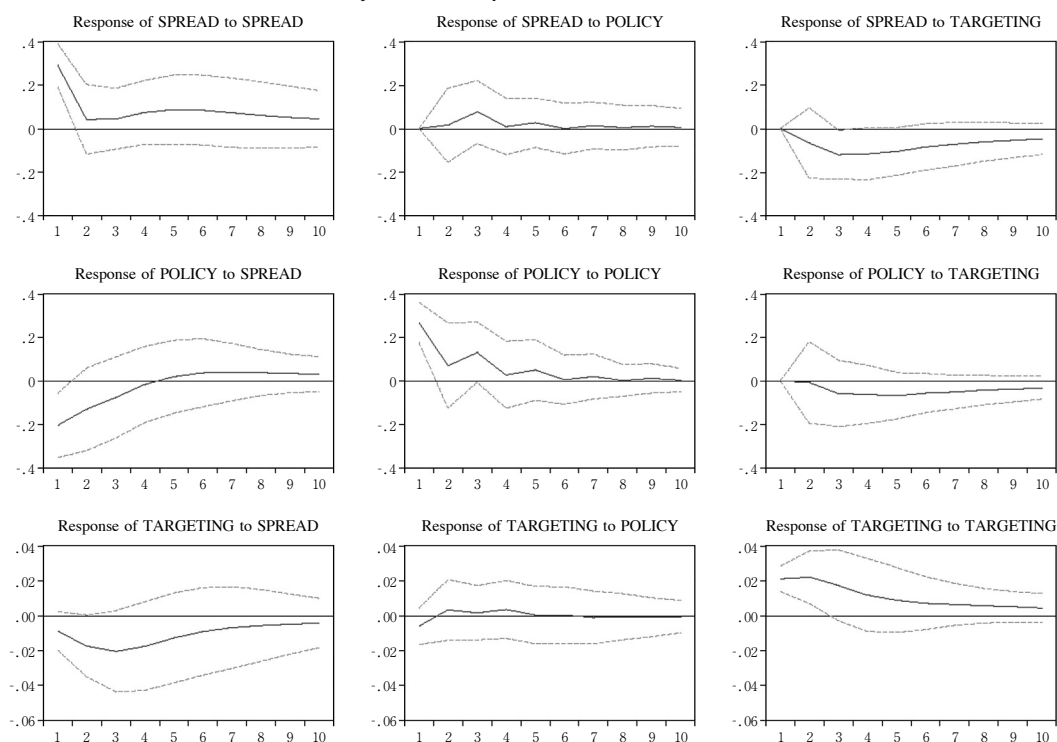 Response of SPREAD to SPREAD
.4
.2
0
-.2
-.4
1 2 3 4 5 6 7 8 9 10
Response of SPREAD to POLICY
.4
.2
0
-.2
-.4
1 2 3 4 5 6 7 8 9 10
Response of SPREAD to TARGETING
.4
.2
0
-.2
-.4
1 2 3 4 5 6 7 8 9 10
Response of POLICY to SPREAD
.4
.2
0
-.2
-.4
1 2 3 4 5 6 7 8 9 10
Response of POLICY to POLICY
.4
.2
0
-.2
-.4
1 2 3 4 5 6 7 8 9 10
Response of POLICY to TARGETING
.4
.2
0
-.2
-.4
1 2 3 4 5 6 7 8 9 10
Response of TARGETING to SPREAD
.04
.02
.00
-.02
-.04
-.06
1 2 3 4 5 6 7 8 9 10
Response of TARGETING to POLICY
.04
.02
.00
-.02
-.04
-.06
1 2 3 4 5 6 7 8 9 10
Response of TARGETING to TARGETING
.04
.02
.00
-.02
-.04
-.06
1 2 3 4 5 6 7 8 9 10